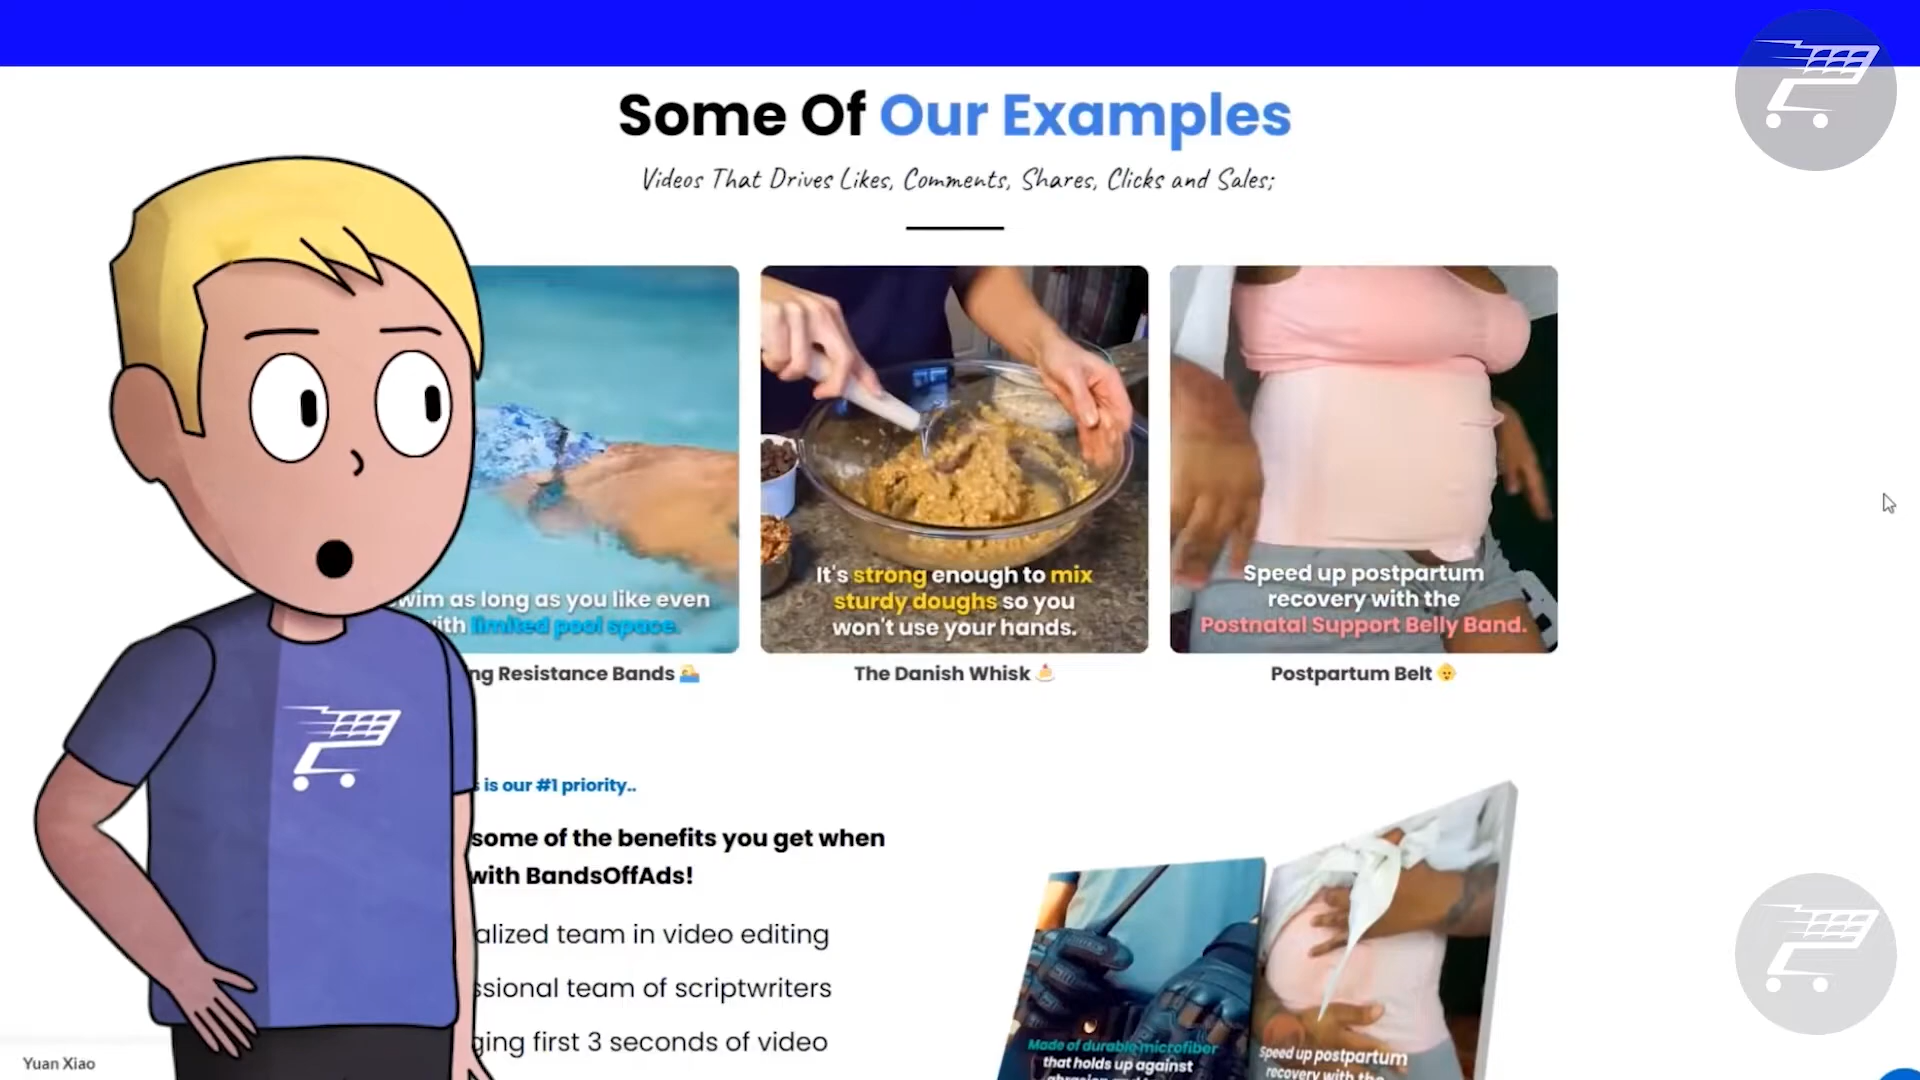 Some Of Our Examples
Videos That Drives Likes, Comments, Shares, Clicks and Sales;
wim as long as you like even
ith limited pool space.
It's strong enough to mix
sturdy doughs so you
won't use your hands.
Speed up postpartum
recovery with the
Postnatal Support Belly Band.
ng Resistance Bands
The Danish Whisk
Postpartum Belt
is our #1 priority..
some of the benefits you get when
with BandsOffAds!
alized team in video editing
ssional team of scriptwriters
ging first 3 seconds of video
Made of durable microfiber
that holds up against
Speed up postpartum
recovery with the
Yuan Xiao